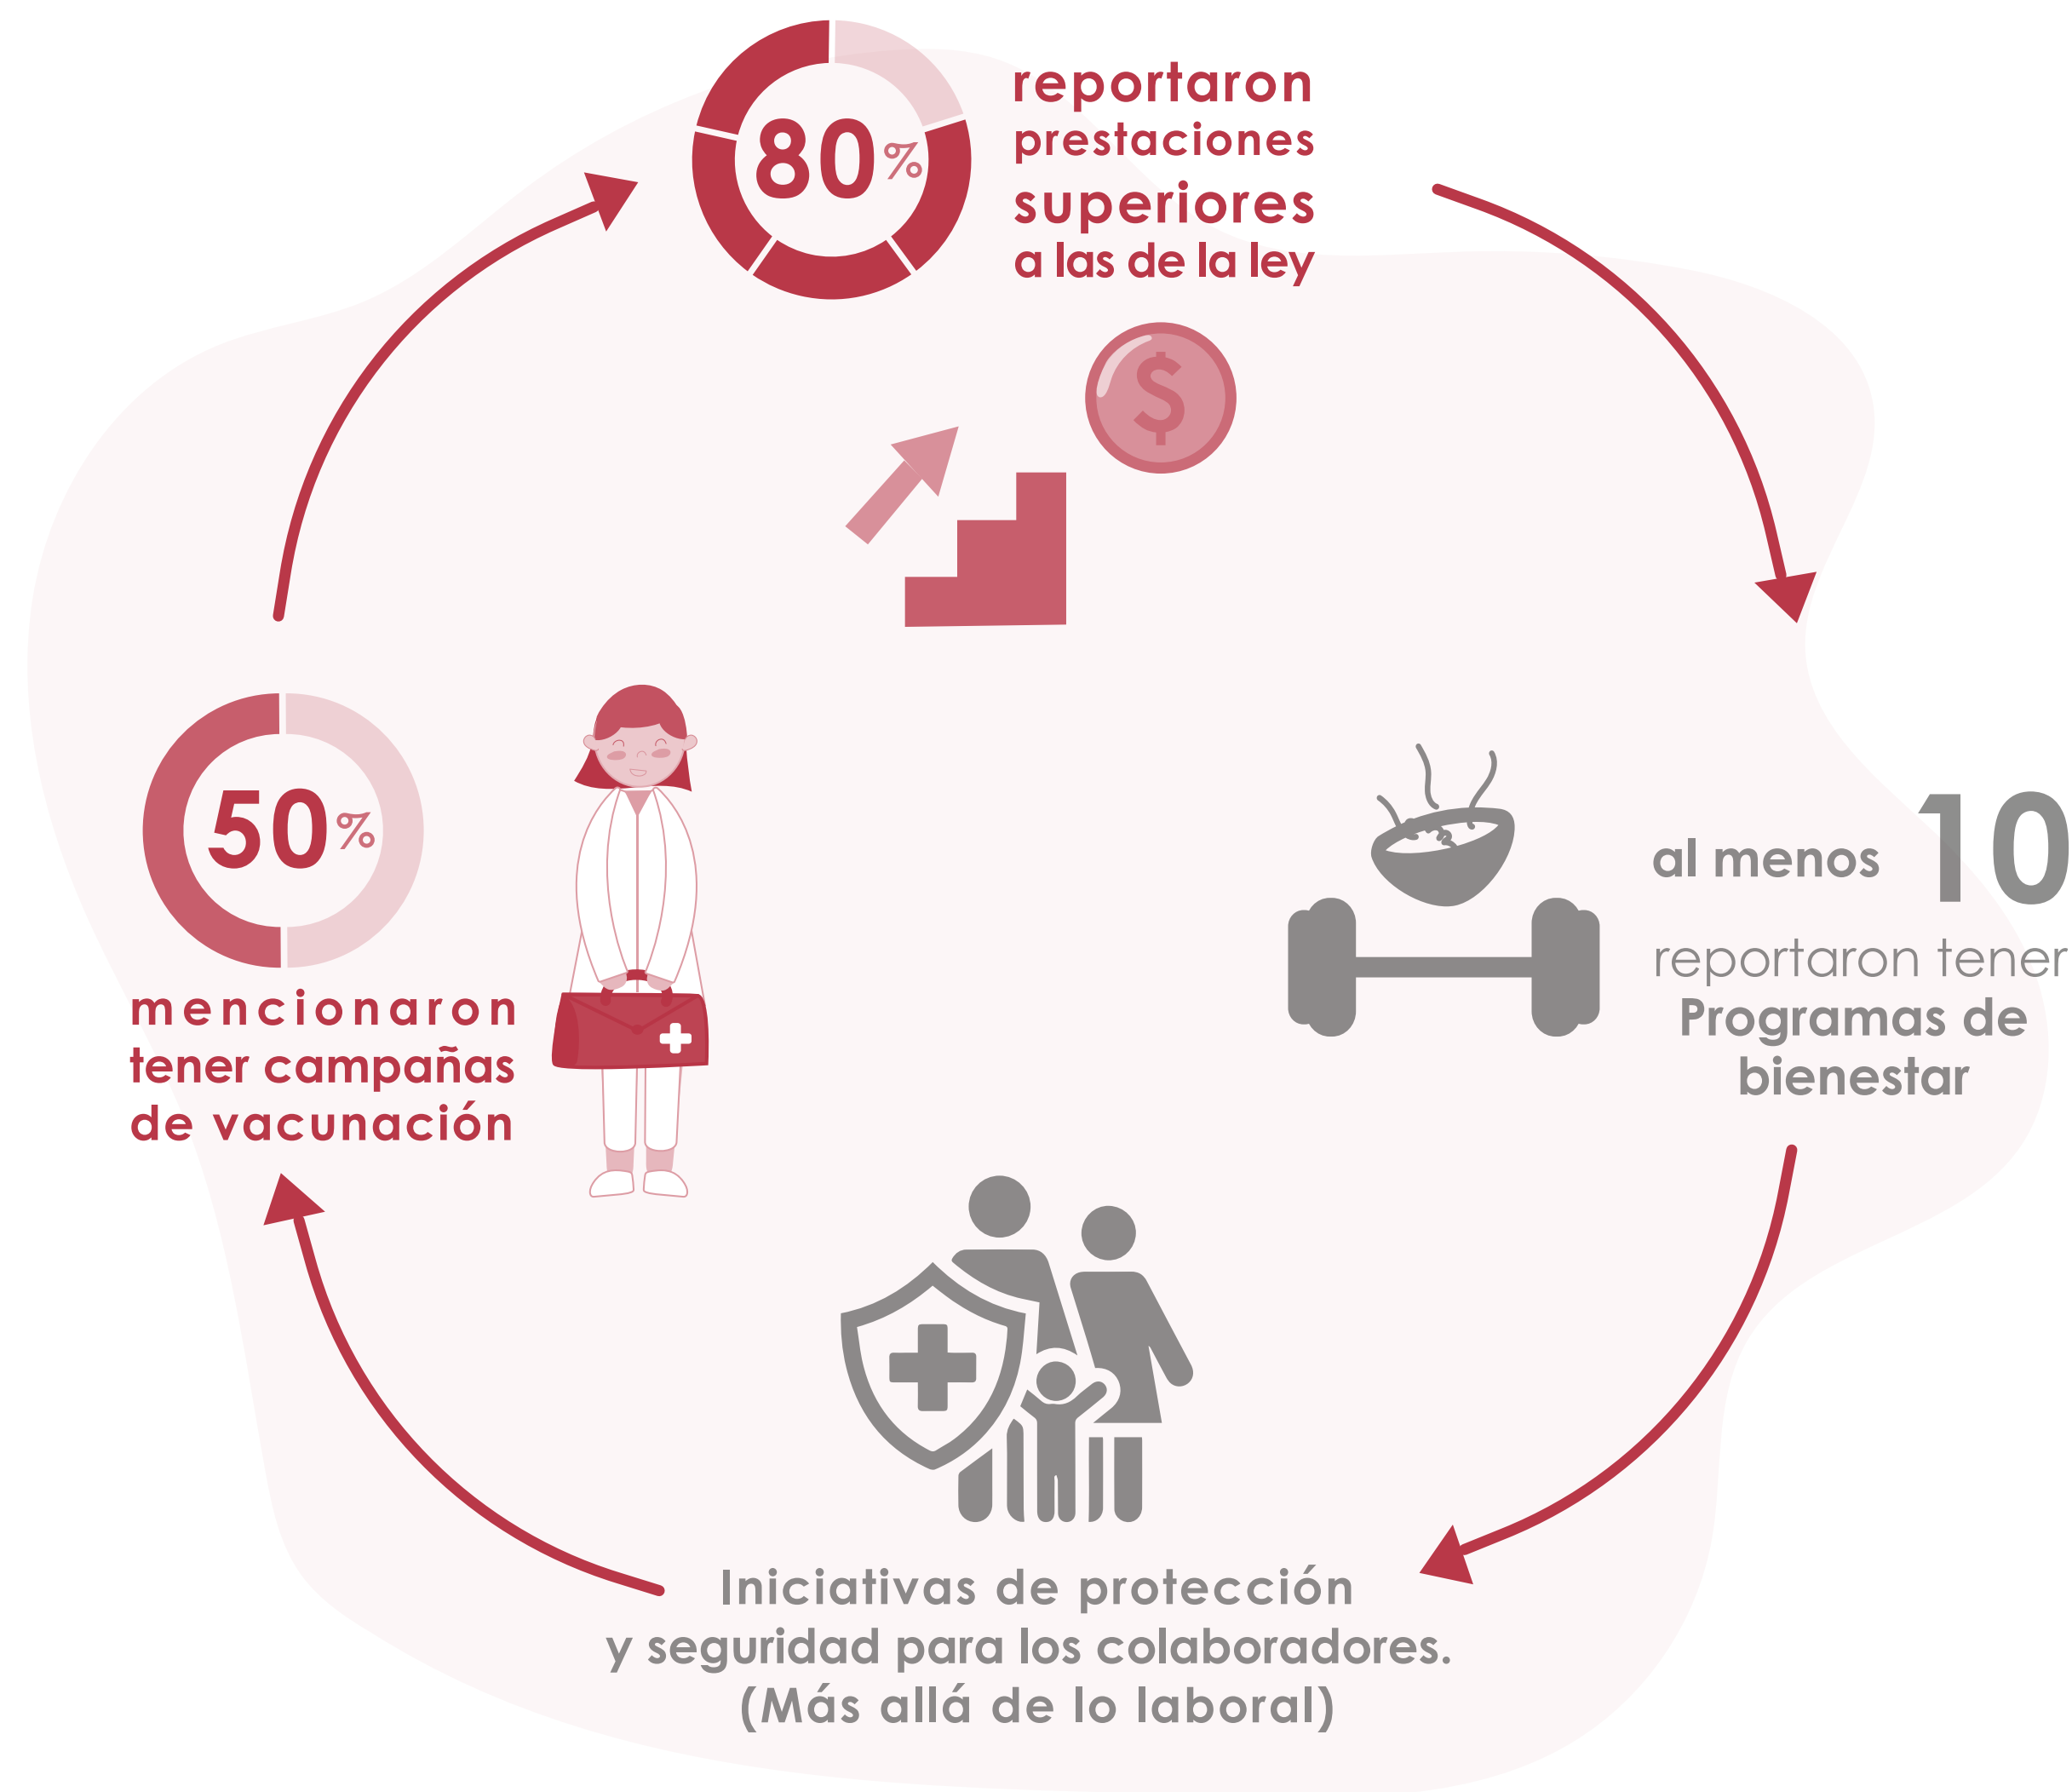 80%
reportaron
prestaciones
superiores
a las de la ley
$
50%
mencionaron
tener campañas
de vacunación
al menos 10
reportaron tener
Programas de
bienestar
Iniciativas de protección
y seguridad para los colaboradores.
(Más allá de lo laboral)